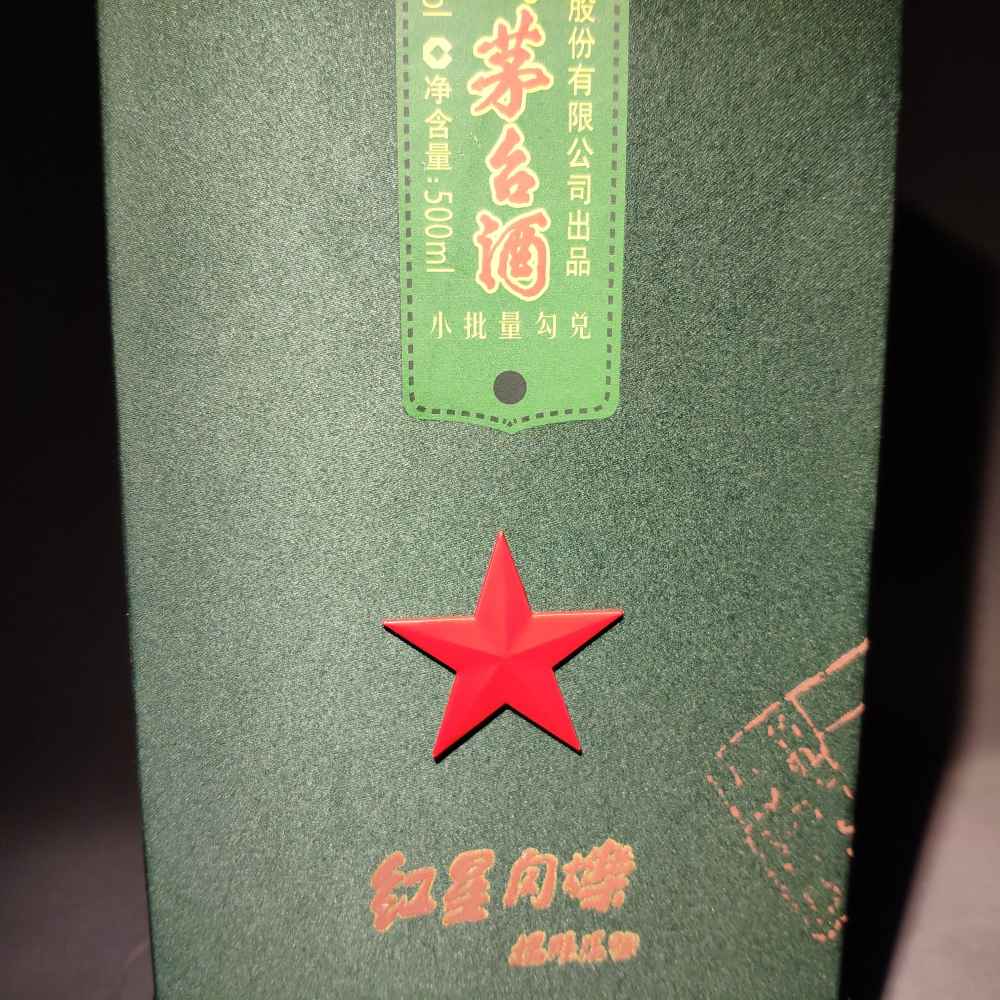 股份有限公司出品
茅台酒
净含量:500ml
小批量勾兑
红星闪烁